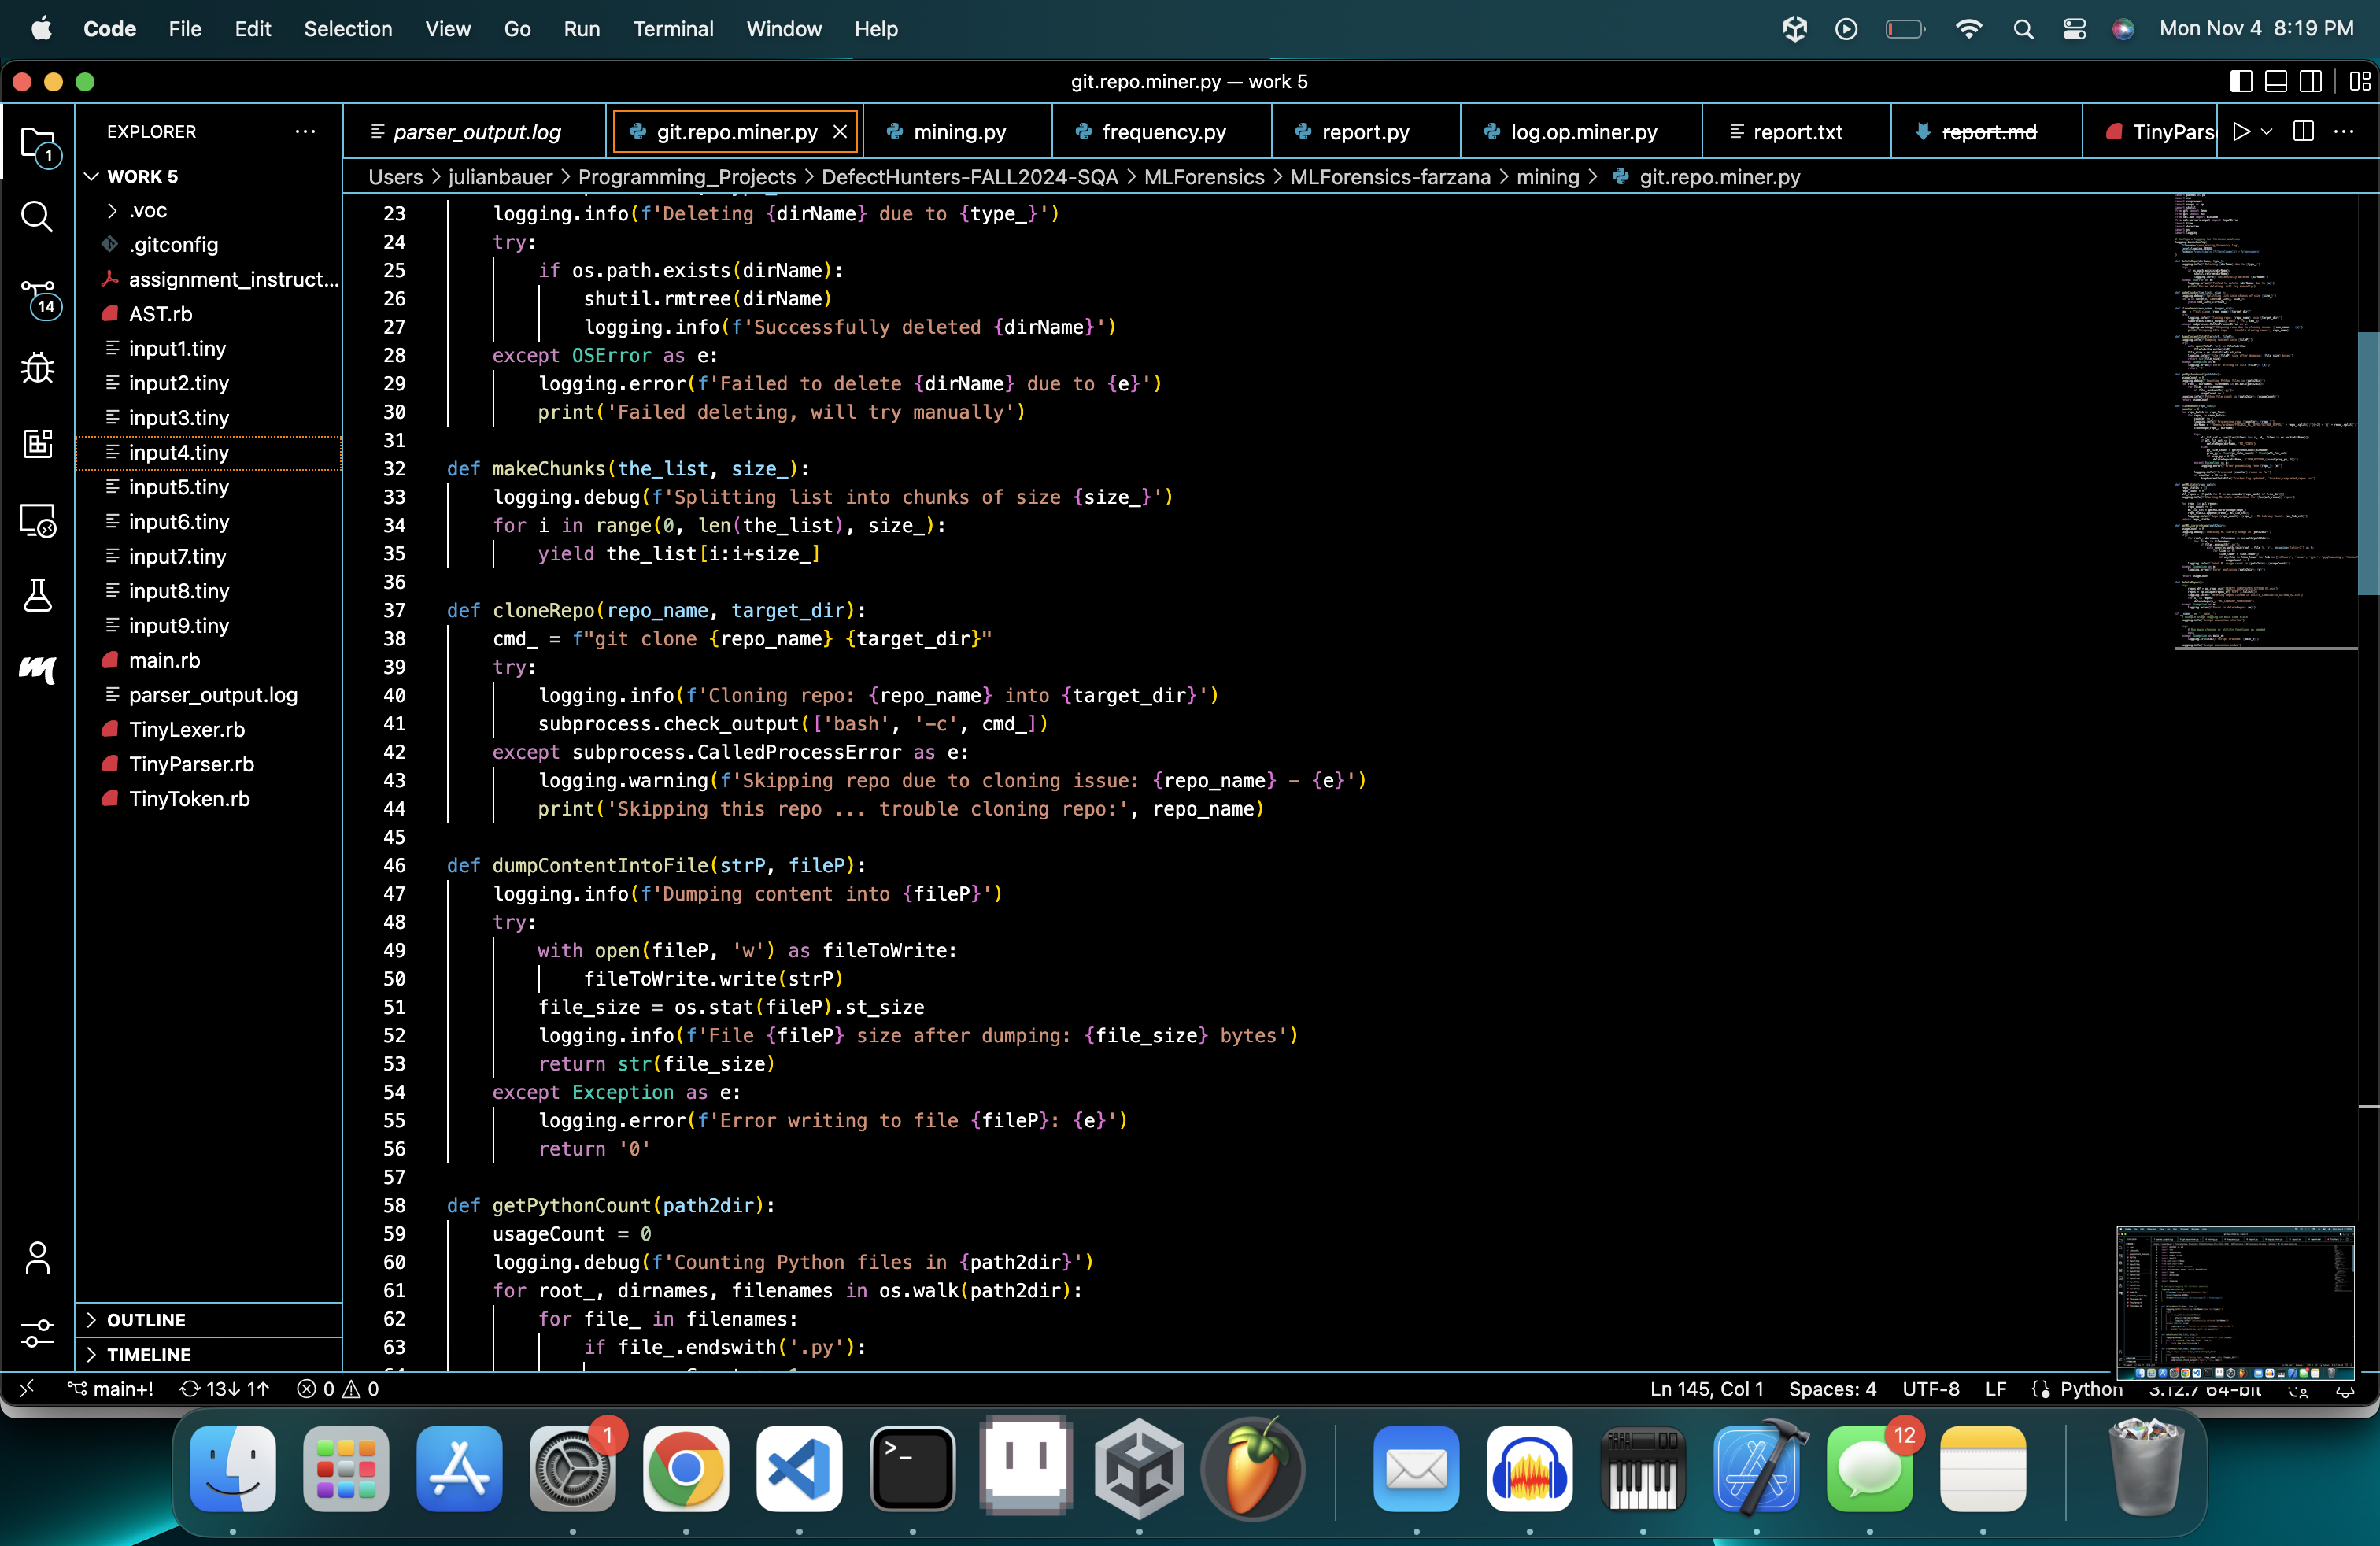 Code File Edit Selection View Go Run Terminal Window Help Mon Nov 4 8:19 PM
git.repo.miner.py — work 5
EXPLORER
parser_output.log git.repo.miner.py mining.py frequency.py report.py log.op.miner.py report.txt report.md TinyPars
Users > julianbauer > Programming_Projects > DefectHunters-FALL2024-SQA > MLForensics > MLForensics-farzana > mining > git.repo.miner.py
WORK 5
.voc
.gitconfig
assignment_instruct...
AST.rb
input1.tiny
input2.tiny
input3.tiny
input4.tiny
input5.tiny
input6.tiny
input7.tiny
input8.tiny
input9.tiny
main.rb
parser_output.log
TinyLexer.rb
TinyParser.rb
TinyToken.rb
OUTLINE
TIMELINE
1
14
23 logging.info(f'Deleting {dirName} due to {type_}')
24 try:
25 if os.path.exists(dirName):
26 shutil.rmtree(dirName)
27 logging.info(f'Successfully deleted {dirName}')
28 except OSError as e:
29 logging.error(f'Failed to delete {dirName} due to {e}')
30 print('Failed deleting, will try manually')
31
32 def makeChunks(the_list, size_):
33 logging.debug(f'Splitting list into chunks of size {size_}')
34 for i in range(0, len(the_list), size_):
35 yield the_list[i:i+size_]
36
37 def cloneRepo(repo_name, target_dir):
38 cmd_ = f"git clone {repo_name} {target_dir}"
39 try:
40 logging.info(f'Cloning repo: {repo_name} into {target_dir}')
41 subprocess.check_output(['bash', '-c', cmd_])
42 except subprocess.CalledProcessError as e:
43 logging.warning(f'Skipping repo due to cloning issue: {repo_name} - {e}')
44 print('Skipping this repo ... trouble cloning repo:', repo_name)
45
46 def dumpContentIntoFile(strP, fileP):
47 logging.info(f'Dumping content into {fileP}')
48 try:
49 with open(fileP, 'w') as fileToWrite:
50 fileToWrite.write(strP)
51 file_size = os.stat(fileP).st_size
52 logging.info(f'File {fileP} size after dumping: {file_size} bytes')
53 return str(file_size)
54 except Exception as e:
55 logging.error(f'Error writing to file {fileP}: {e}')
56 return '0'
57
58 def getPythonCount(path2dir):
59 usageCount = 0
60 logging.debug(f'Counting Python files in {path2dir}')
61 for root_, dirnames, filenames in os.walk(path2dir):
62 for file_ in filenames:
63 if file_.endswith('.py'):
main+! 13↓ 1↑ 0 0 Ln 145, Col 1 Spaces: 4 UTF-8 LF Python 3.12.7 64-bit
1
12